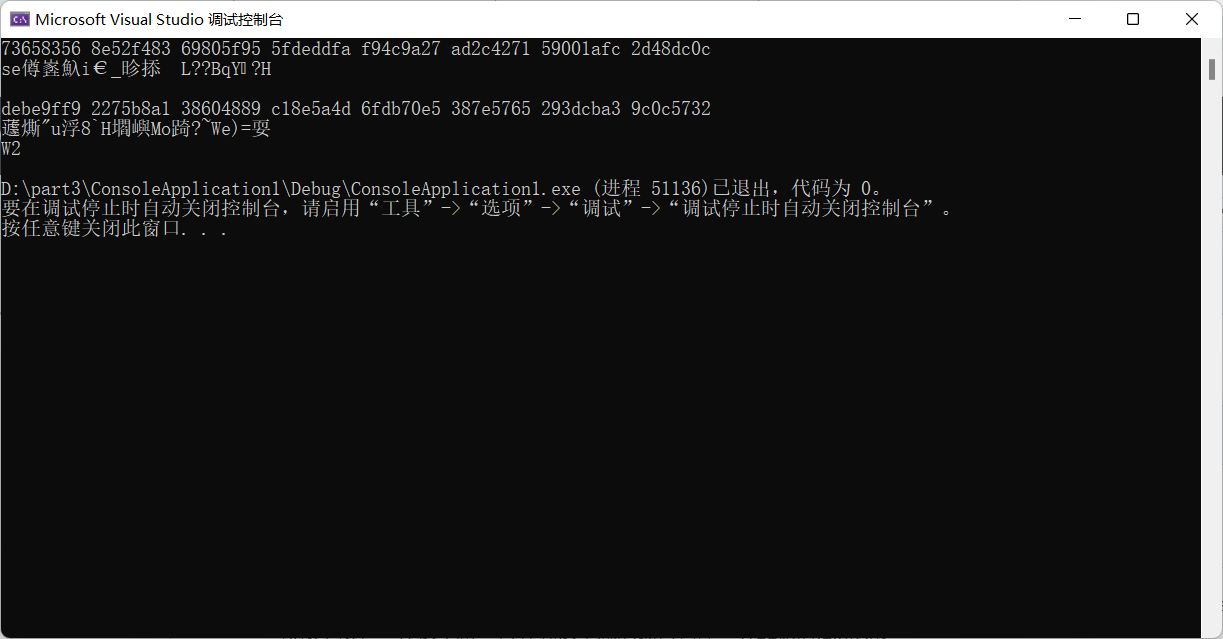 Microsoft Visual Studio 调试控制台
73658356 8e52f483 69805f95 5fdeddfa f94c9a27 ad2c4271 59001afc 2d48dc0c
se傅嶳魞i€_昣掭 L??BqY?H
debe9ff9 2275b8a1 38604889 c18e5a4d 6fdb70e5 387e5765 293dcba3 9c0c5732
蘧燍"u浮8`H墹嶼Mo踦?~We)=耍
W2
D:\part3\ConsoleApplication1\Debug\ConsoleApplication1.exe (进程 51136)已退出，代码为 0。
要在调试停止时自动关闭控制台，请启用“工具”->“选项”->“调试”->“调试停止时自动关闭控制台”。
按任意键关闭此窗口. . .